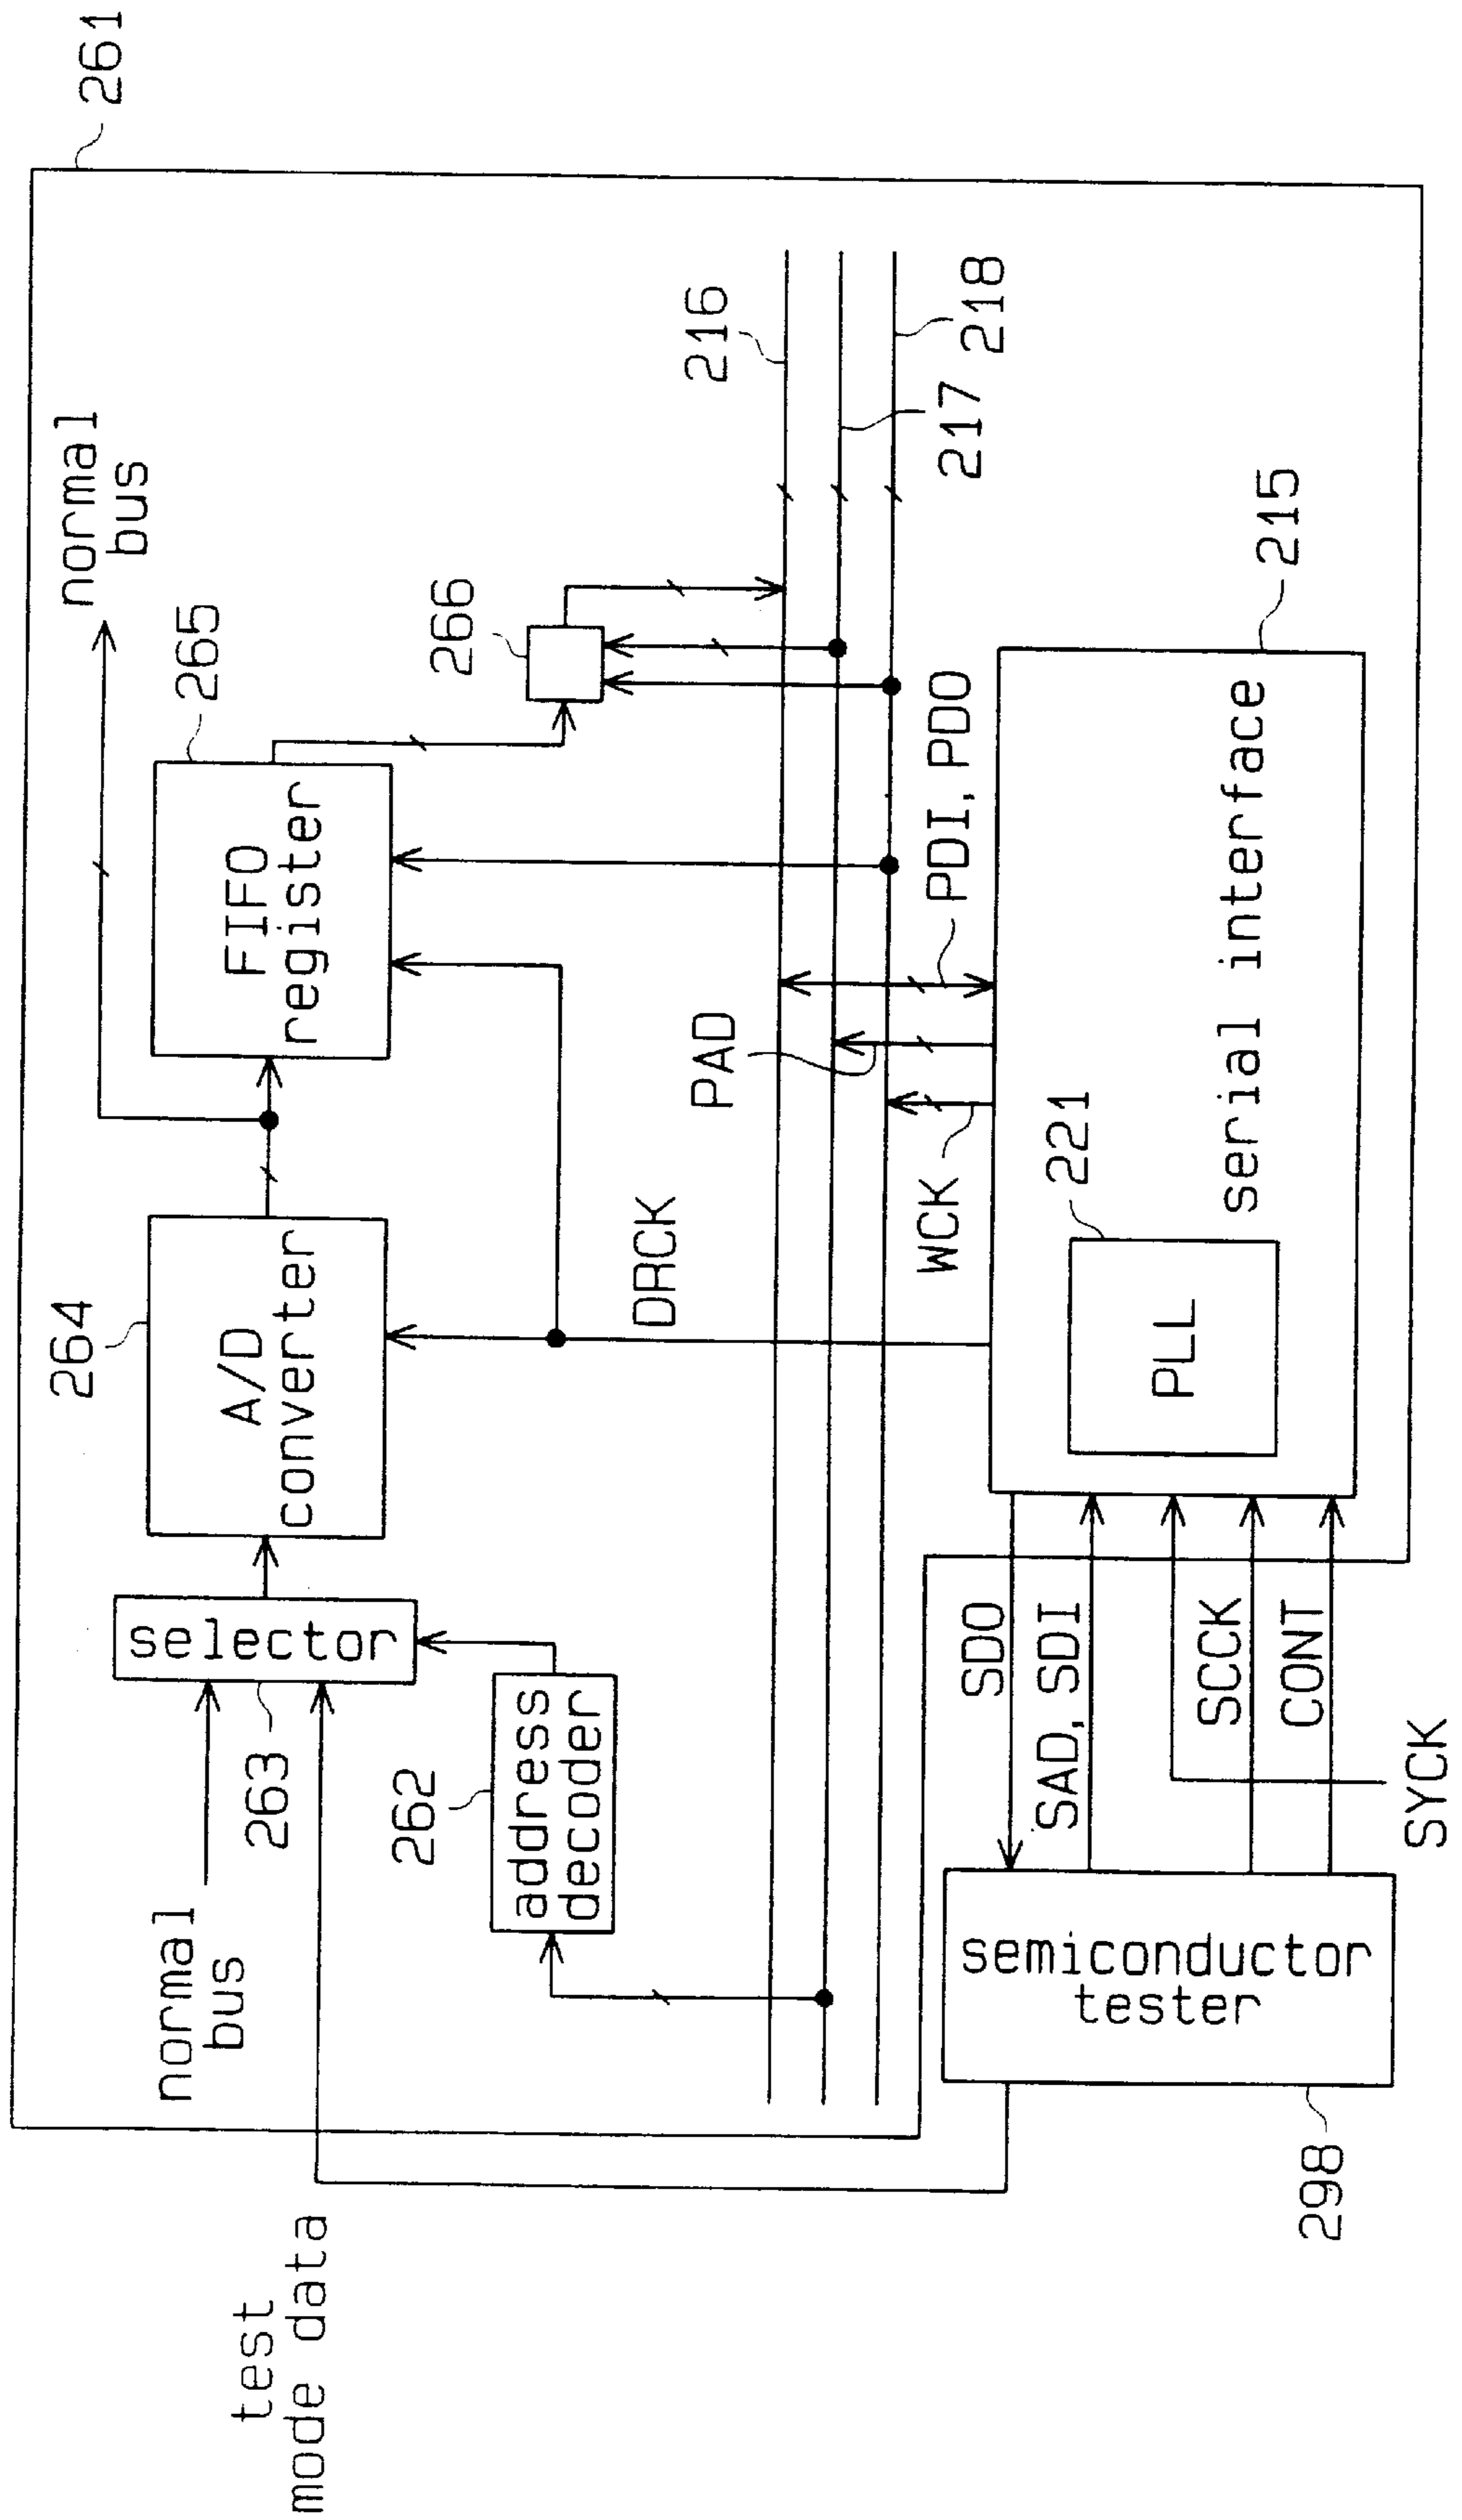 261
normal
bus
265
FIFO
register
266
216
217
218
264
A/D
converter
DRCK
PAD
PDI, PDO
WCK
221
PLL
215
serial interface
selector
263
normal
bus
262
address
decoder
SDO
SAD, SDI
SCCK
CONT
SYCK
semiconductor
tester
298
test
mode data